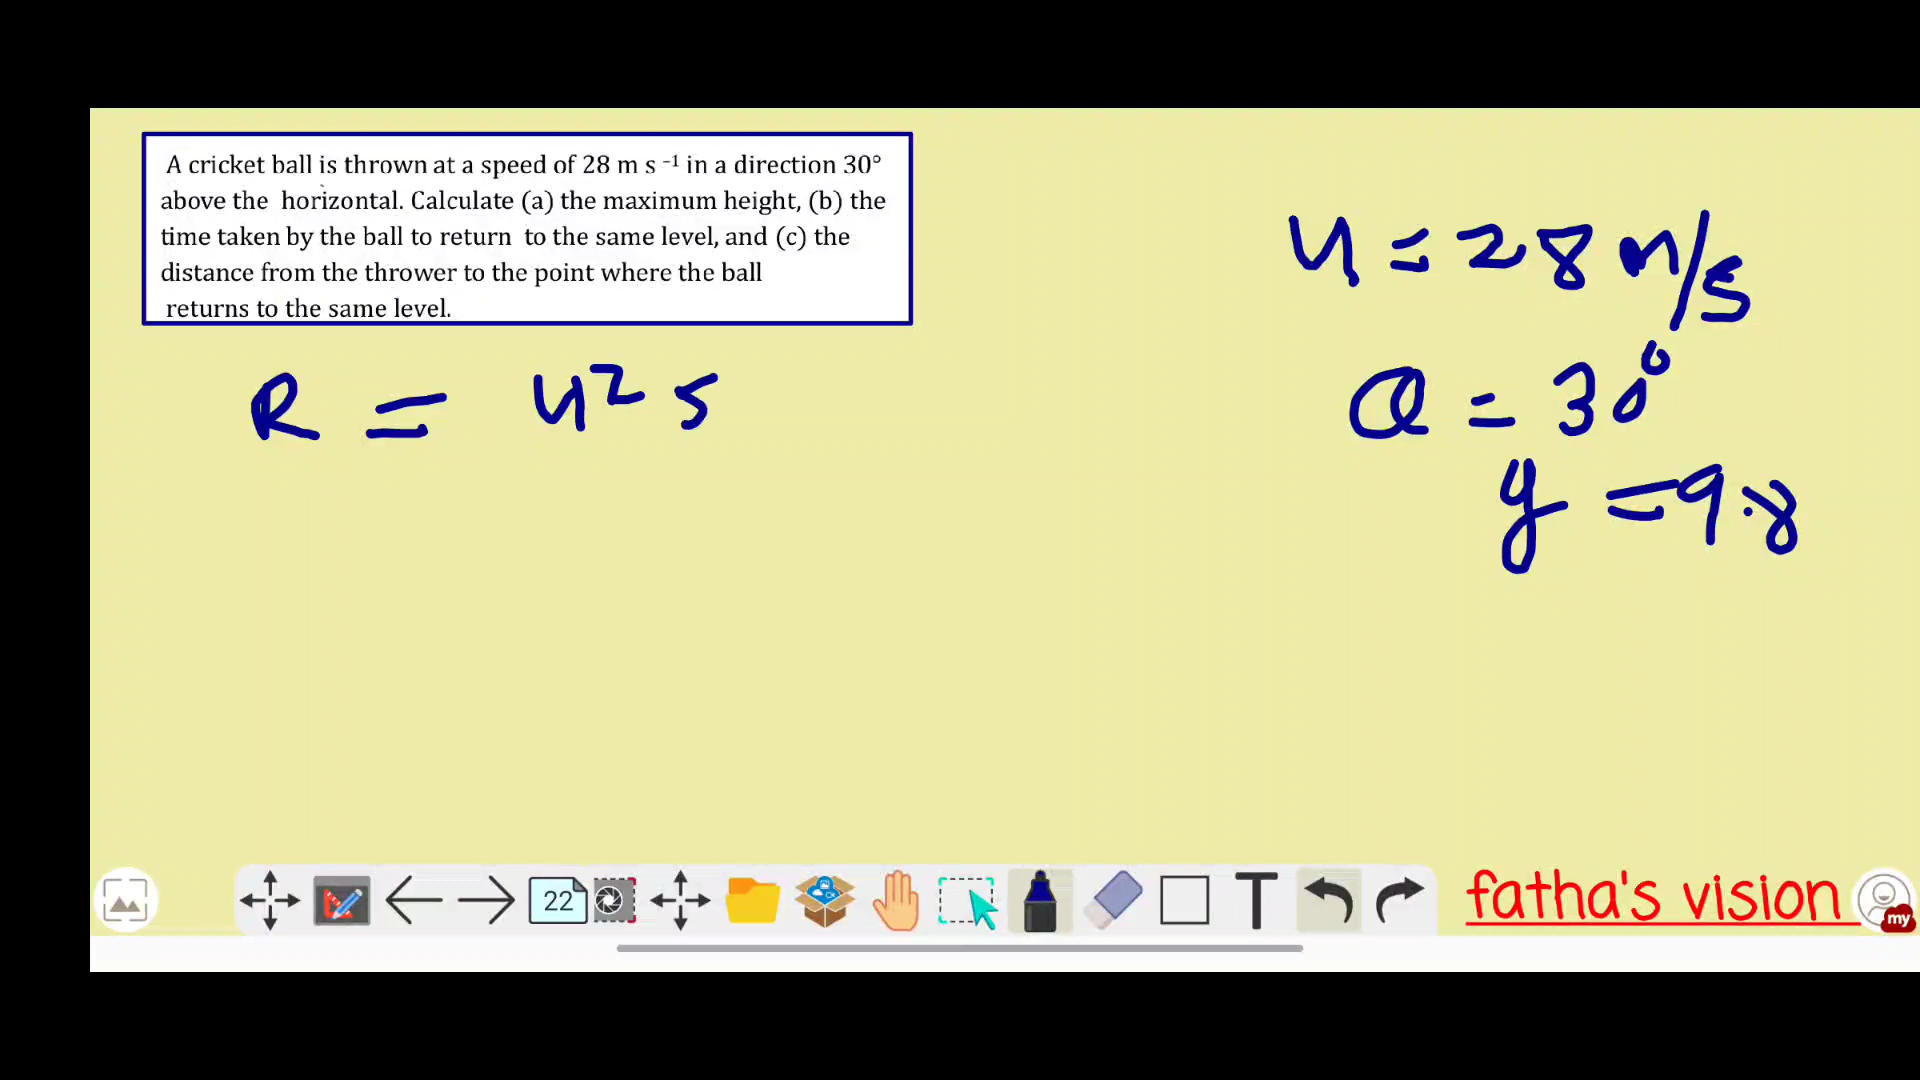 A cricket ball is thrown at a speed of 28 m s ⁻¹ in a direction 30°
above the horizontal. Calculate (a) the maximum height, (b) the
time taken by the ball to return to the same level, and (c) the
distance from the thrower to the point where the ball
returns to the same level.
u = 28 m/s
R = u² s
θ = 30°
g = 9.8
22
fatha's vision
my